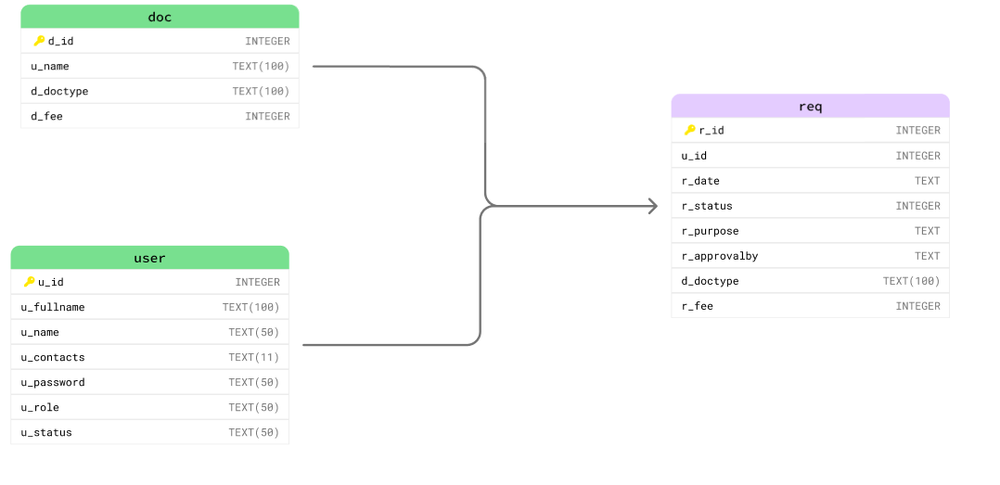 doc
d_id INTEGER
u_name TEXT(100)
d_doctype TEXT(100)
d_fee INTEGER
req
r_id INTEGER
u_id INTEGER
r_date TEXT
r_status INTEGER
r_purpose TEXT
r_approvalby TEXT
d_doctype TEXT(100)
r_fee INTEGER
user
u_id INTEGER
u_fullname TEXT(100)
u_name TEXT(50)
u_contacts TEXT(11)
u_password TEXT(50)
u_role TEXT(50)
u_status TEXT(50)